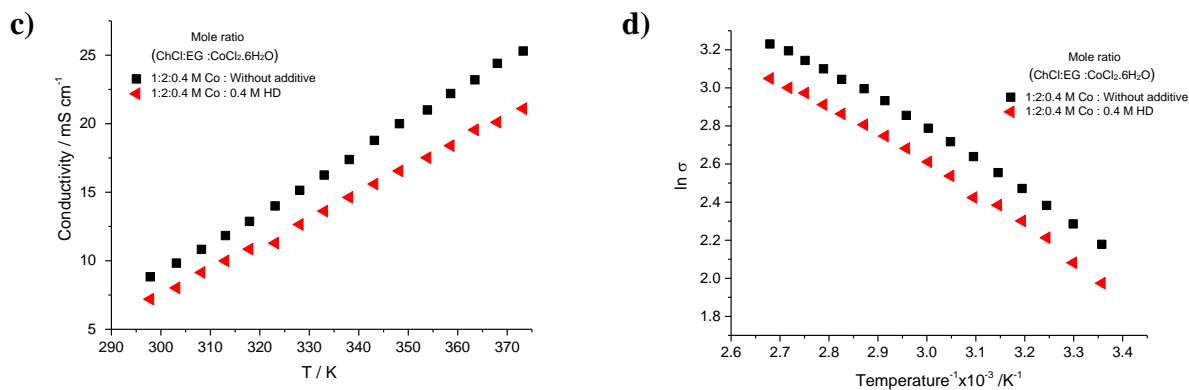 c)
Conductivity / mS cm⁻¹
25
20
15
10
5
290 300 310 320 330 340 350 360 370
T / K
Mole ratio
(ChCl:EG :CoCl₂.6H₂O)
1:2:0.4 M Co : Without additive
1:2:0.4 M Co : 0.4 M HD
d)
ln σ
3.2
3.0
2.8
2.6
2.4
2.2
2.0
1.8
2.6 2.7 2.8 2.9 3.0 3.1 3.2 3.3 3.4
Temperature⁻¹x10⁻³ /K⁻¹
Mole ratio
(ChCl:EG :CoCl₂.6H₂O)
1:2:0.4 M Co : Without additive
1:2:0.4 M Co : 0.4 M HD